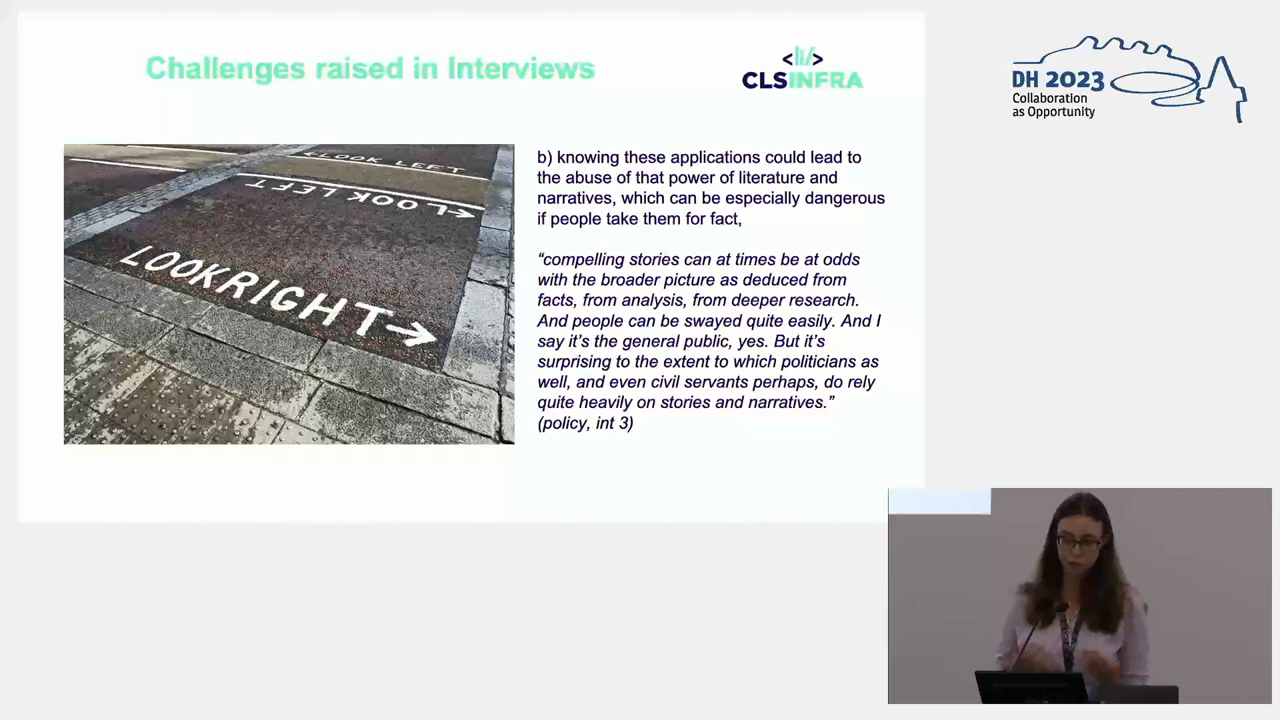 Challenges raised in Interviews
CLSINFRA
DH 2023
Collaboration
as Opportunity
LOOK LEFT
←LOOK LEFT
LOOK RIGHT→
b) knowing these applications could lead to
the abuse of that power of literature and
narratives, which can be especially dangerous
if people take them for fact,
“compelling stories can at times be at odds
with the broader picture as deduced from
facts, from analysis, from deeper research.
And people can be swayed quite easily. And I
say it’s the general public, yes. But it’s
surprising to the extent to which politicians as
well, and even civil servants perhaps, do rely
quite heavily on stories and narratives.”
(policy, int 3)